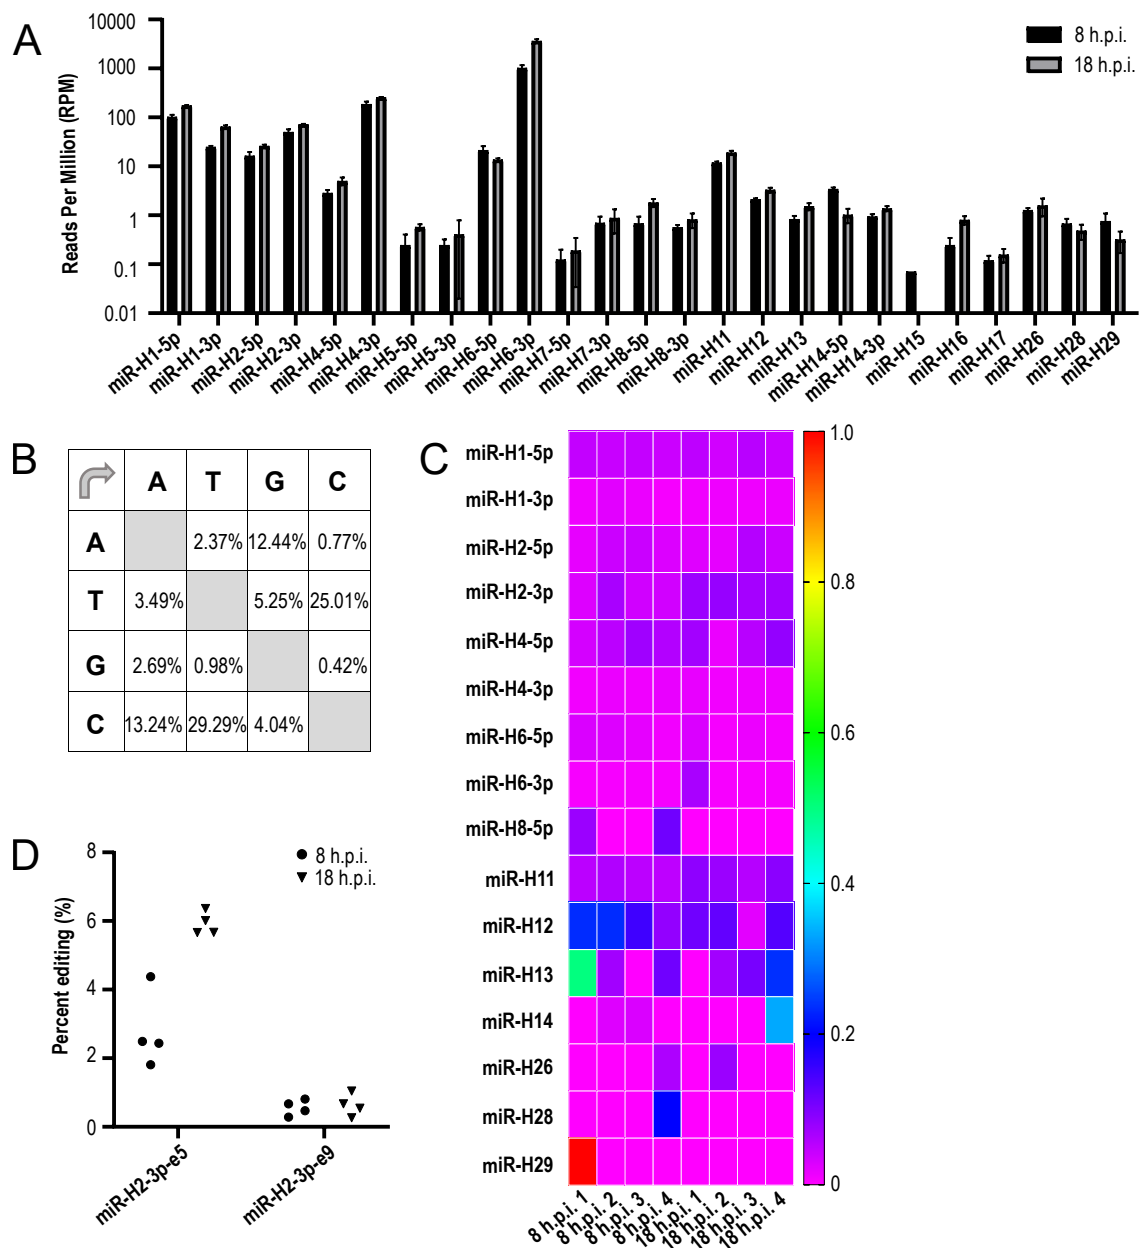 A
10000
1000
100
10
1
0.1
0.01
Reads Per Million (RPM)
8 h.p.i.
18 h.p.i.
miR-H1-5p
miR-H1-3p
miR-H2-5p
miR-H2-3p
miR-H4-5p
miR-H4-3p
miR-H5-5p
miR-H5-3p
miR-H6-5p
miR-H6-3p
miR-H7-5p
miR-H7-3p
miR-H8-5p
miR-H8-3p
miR-H11
miR-H12
miR-H13
miR-H14-5p
miR-H14-3p
miR-H15
miR-H16
miR-H17
miR-H26
miR-H28
miR-H29
B
A T G C
A 2.37% 12.44% 0.77%
T 3.49% 5.25% 25.01%
G 2.69% 0.98% 0.42%
C 13.24% 29.29% 4.04%
C
miR-H1-5p
miR-H1-3p
miR-H2-5p
miR-H2-3p
miR-H4-5p
miR-H4-3p
miR-H6-5p
miR-H6-3p
miR-H8-5p
miR-H11
miR-H12
miR-H13
miR-H14
miR-H26
miR-H28
miR-H29
8 h.p.i. 1
8 h.p.i. 2
8 h.p.i. 3
8 h.p.i. 4
18 h.p.i. 1
18 h.p.i. 2
18 h.p.i. 3
18 h.p.i. 4
1.0
0.8
0.6
0.4
0.2
0
D
8
6
4
2
0
Percent editing (%)
8 h.p.i.
18 h.p.i.
miR-H2-3p-e5
miR-H2-3p-e9